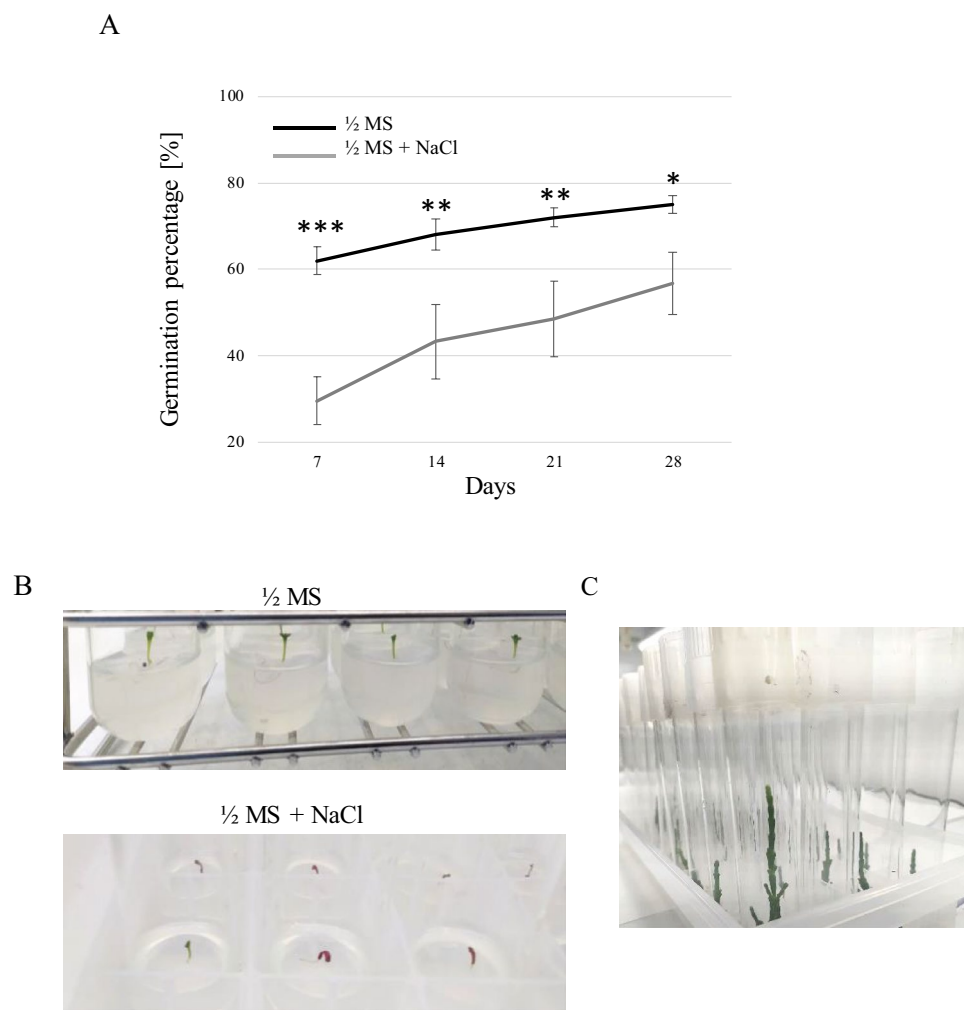 A
100
½ MS
½ MS + NaCl
80
*
**
**
***
60
40
20
Germination percentage [%]
7 14 21 28
Days
B
½ MS
C
½ MS + NaCl